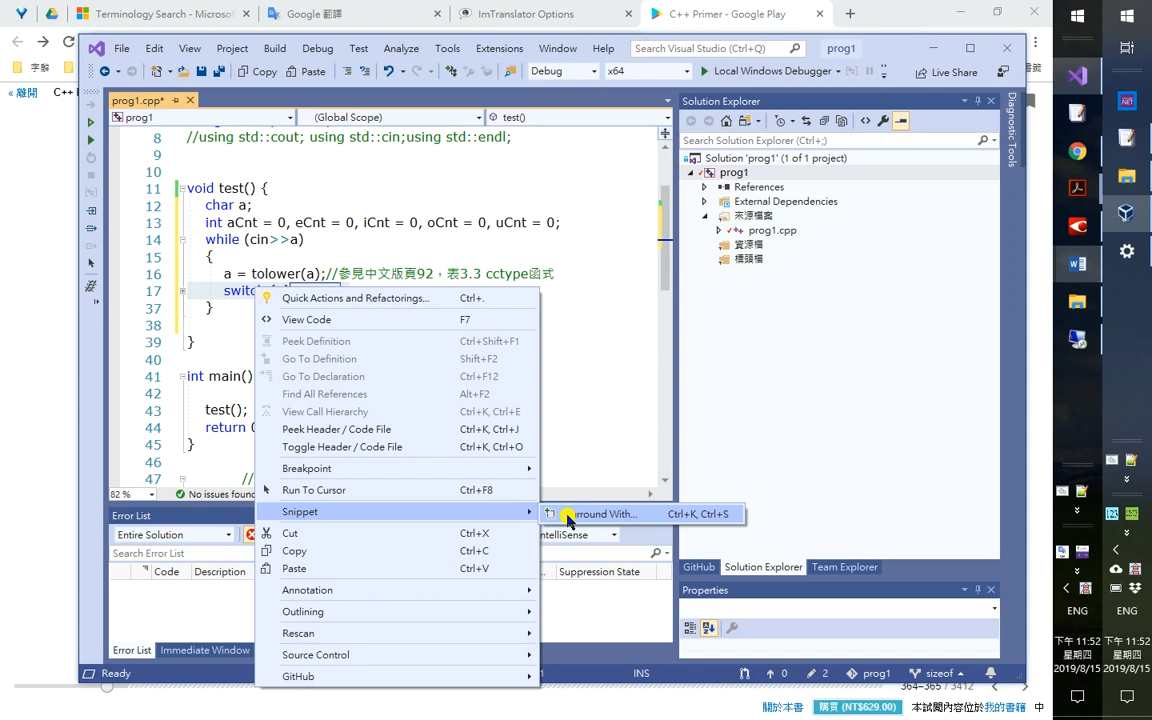 Terminology Search - Microsof
Google 翻譯
ImTranslator Options
C++ Primer - Google Play
字辭
« 離開
C++
File Edit View Project Build Debug Test Analyze Tools Extensions Window Help
Search Visual Studio (Ctrl+Q)
prog1
Copy Paste
Debug
x64
Local Windows Debugger
Live Share
prog1.cpp*
prog1
(Global Scope)
test()
8 //using std::cout; using std::cin;using std::endl;
9
10
11 void test() {
12 char a;
13 int aCnt = 0, eCnt = 0, iCnt = 0, oCnt = 0, uCnt = 0;
14 while (cin>>a)
15 {
16 a = tolower(a);//參見中文版頁92，表3.3 cctype函式
17 switc
37 }
38
39 }
40
41 int main()
42
43 test();
44 return 0
45 }
46
47 //
82 %
No issues found
Quick Actions and Refactorings... Ctrl+.
View Code F7
Peek Definition Ctrl+Shift+F1
Go To Definition Shift+F2
Go To Declaration Ctrl+F12
Find All References Alt+F2
View Call Hierarchy Ctrl+K, Ctrl+E
Peek Header / Code File Ctrl+K, Ctrl+J
Toggle Header / Code File Ctrl+K, Ctrl+O
Breakpoint
Run To Cursor Ctrl+F8
Snippet
Cut Ctrl+X
Copy Ctrl+C
Paste Ctrl+V
Annotation
Outlining
Rescan
Source Control
GitHub
rround With... Ctrl+K, Ctrl+S
Error List
Entire Solution
ntelliSense
Search Error List
Code Description
Suppression State
Error List Immediate Window
Ready
INS
0
2
prog1
sizeof
Solution Explorer
Search Solution Explorer (Ctrl+;)
Solution 'prog1' (1 of 1 project)
prog1
References
External Dependencies
來源檔案
prog1.cpp
資源檔
標頭檔
GitHub Solution Explorer Team Explorer
Properties
Diagnostic Tools
364–365 / 3412
關於本書
購買 (NT$629.00)
本試閱內容位於我的書籍 中
ENG
下午 11:52
星期四
2019/8/15
ENG
下午 11:52
星期四
2019/8/15